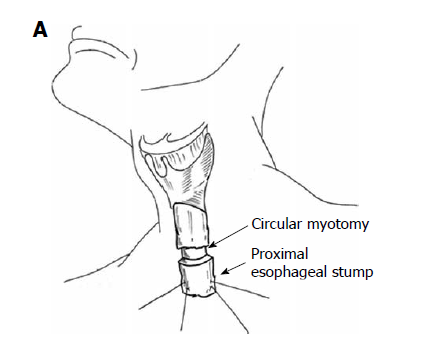 A
Circular myotomy
Proximal
esophageal stump